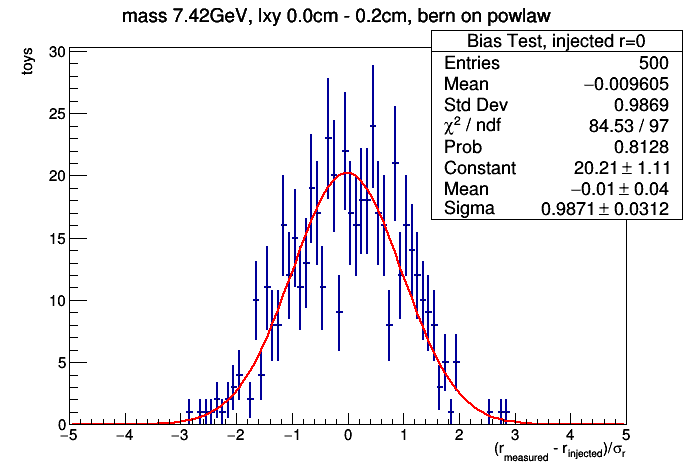 mass 7.42GeV, lxy 0.0cm - 0.2cm, bern on powlaw
Bias Test, injected r=0
Entries 500
Mean −0.009605
Std Dev 0.9869
χ² / ndf 84.53 / 97
Prob 0.8128
Constant 20.21 ± 1.11
Mean −0.01 ± 0.04
Sigma 0.9871 ± 0.0312
toys
30
25
20
15
10
5
0
−5 −4 −3 −2 −1 0 1 2 3 4 5
(r_measured - r_injected)/σ_r